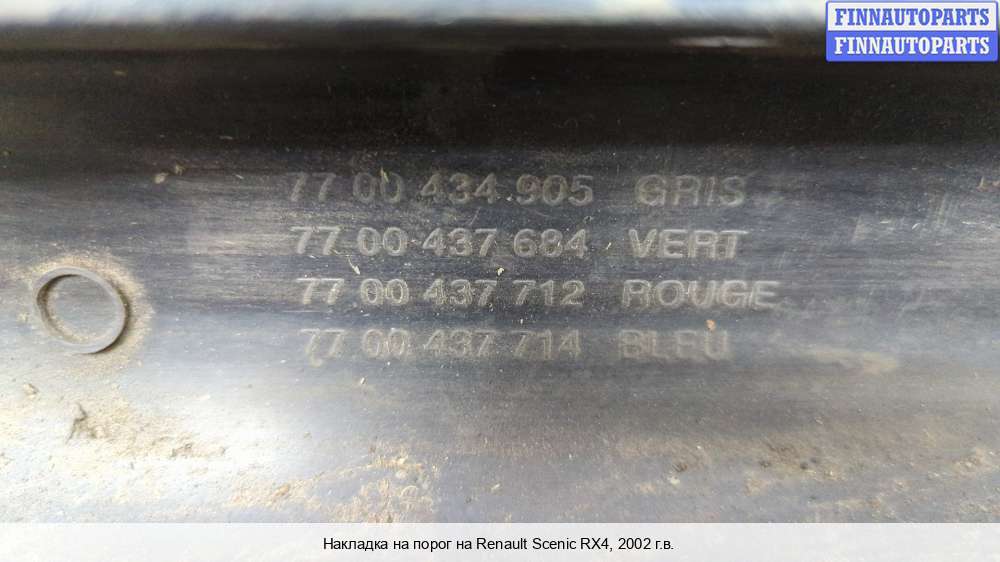 FINNAUTOPARTS
FINNAUTOPARTS
77 00 434 905 GRIS
77 00 437 684 VERT
77 00 437 712 ROUGE
77 00 437 714 BLEU
Накладка на порог на Renault Scenic RX4, 2002 г.в.